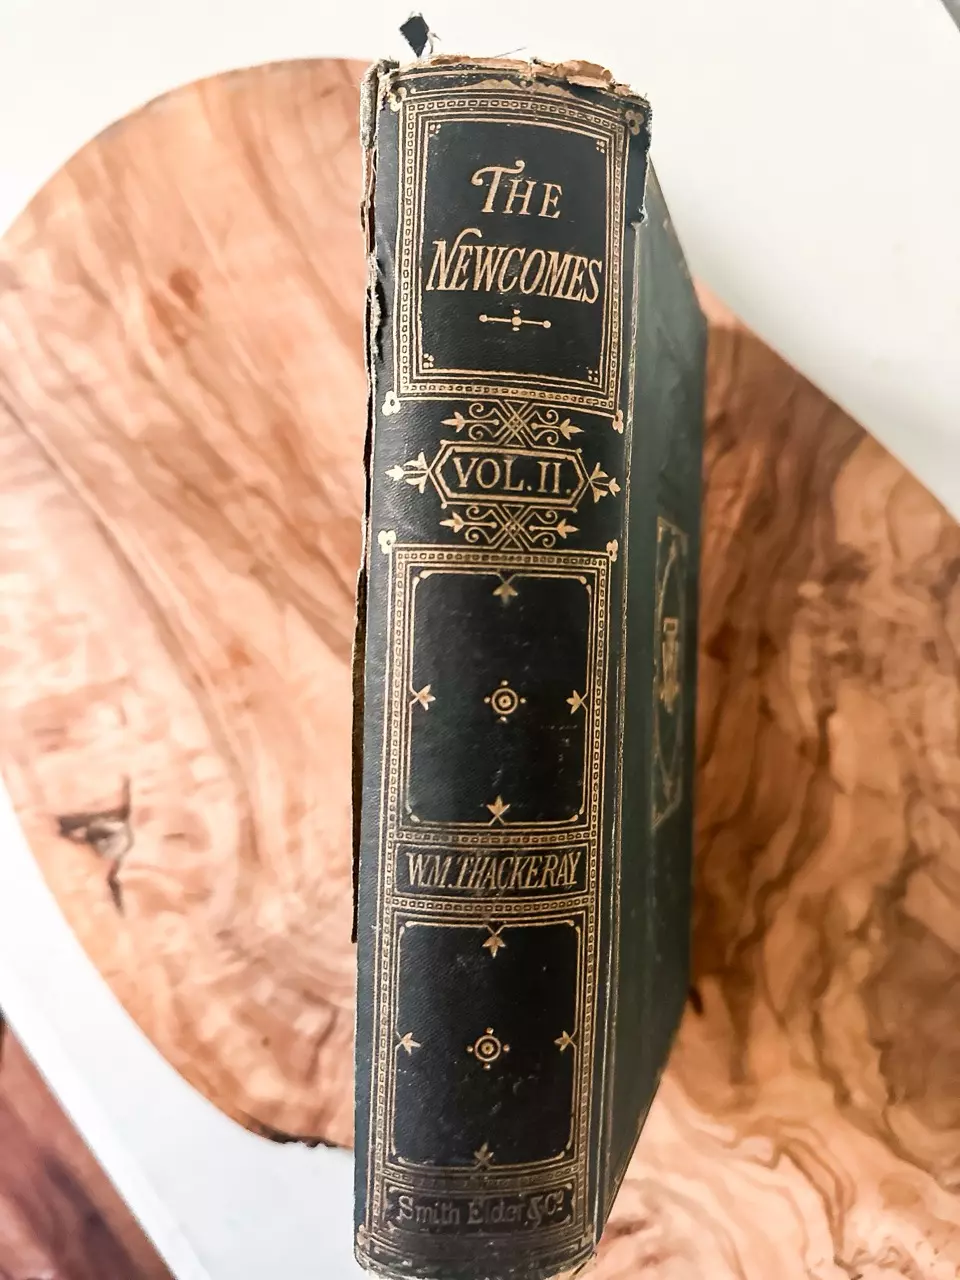 THE
NEWCOMES
VOL. II.
W.M. THACKERAY
Smith Elder & Co.